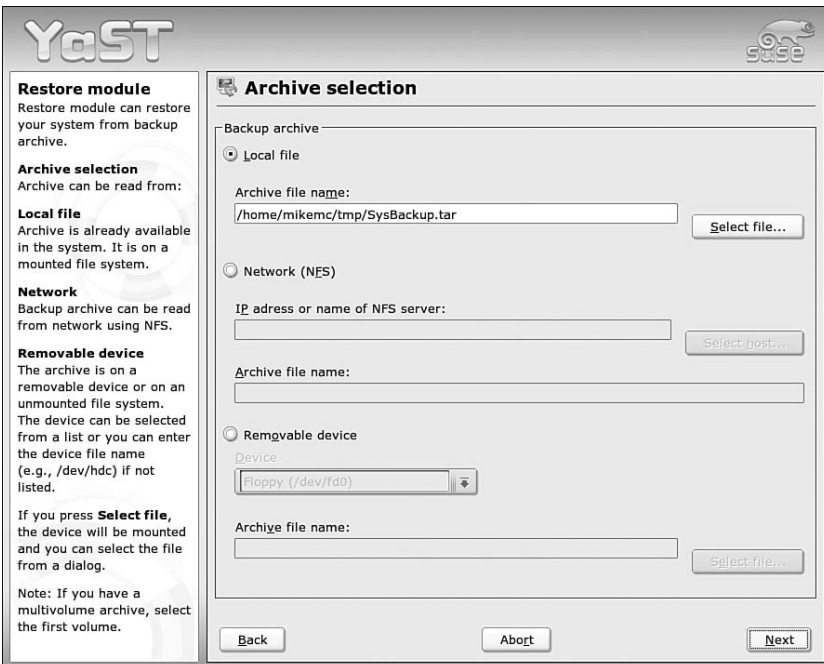 YaST
SUSE
Restore module
Restore module can restore
your system from backup
archive.
Archive selection
Archive can be read from:
Local file
Archive is already available
in the system. It is on a
mounted file system.
Network
Backup archive can be read
from network using NFS.
Removable device
The archive is on a
removable device or on an
unmounted file system.
The device can be selected
from a list or you can enter
the device file name
(e.g., /dev/hdc) if not
listed.
If you press Select file,
the device will be mounted
and you can select the file
from a dialog.
Note: If you have a
multivolume archive, select
the first volume.
Archive selection
Backup archive
Local file
Archive file name:
/home/mikemc/tmp/SysBackup.tar
Select file...
Network (NFS)
IP adress or name of NFS server:
Select host...
Archive file name:
Removable device
Device
Floppy (/dev/fd0)
Archive file name:
Select file...
Back
Abort
Next